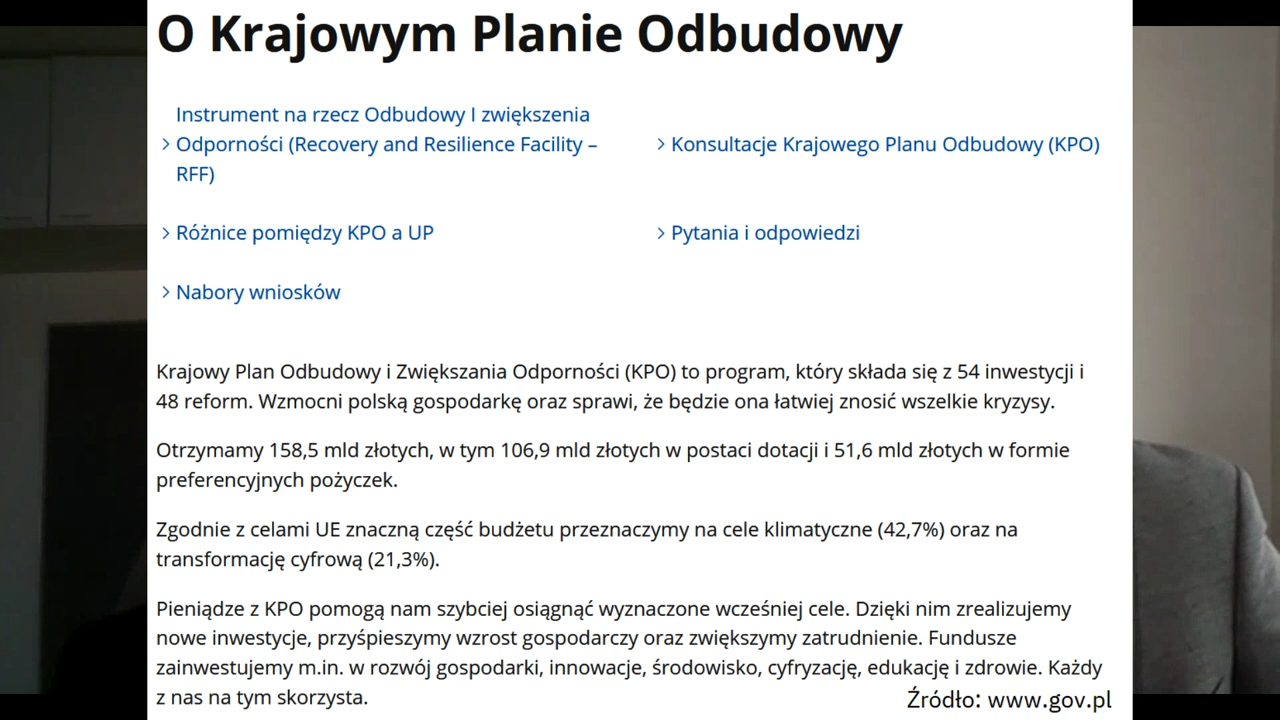 O Krajowym Planie Odbudowy
Instrument na rzecz Odbudowy I zwiększenia
Odporności (Recovery and Resilience Facility –
RFF)
Konsultacje Krajowego Planu Odbudowy (KPO)
Różnice pomiędzy KPO a UP
Pytania i odpowiedzi
Nabory wniosków
Krajowy Plan Odbudowy i Zwiększania Odporności (KPO) to program, który składa się z 54 inwestycji i
48 reform. Wzmocni polską gospodarkę oraz sprawi, że będzie ona łatwiej znosić wszelkie kryzysy.
Otrzymamy 158,5 mld złotych, w tym 106,9 mld złotych w postaci dotacji i 51,6 mld złotych w formie
preferencyjnych pożyczek.
Zgodnie z celami UE znaczną część budżetu przeznaczymy na cele klimatyczne (42,7%) oraz na
transformację cyfrową (21,3%).
Pieniądze z KPO pomogą nam szybciej osiągnąć wyznaczone wcześniej cele. Dzięki nim zrealizujemy
nowe inwestycje, przyśpieszymy wzrost gospodarczy oraz zwiększymy zatrudnienie. Fundusze
zainwestujemy m.in. w rozwój gospodarki, innowacje, środowisko, cyfryzację, edukację i zdrowie. Każdy
z nas na tym skorzysta.
Źródło: www.gov.pl